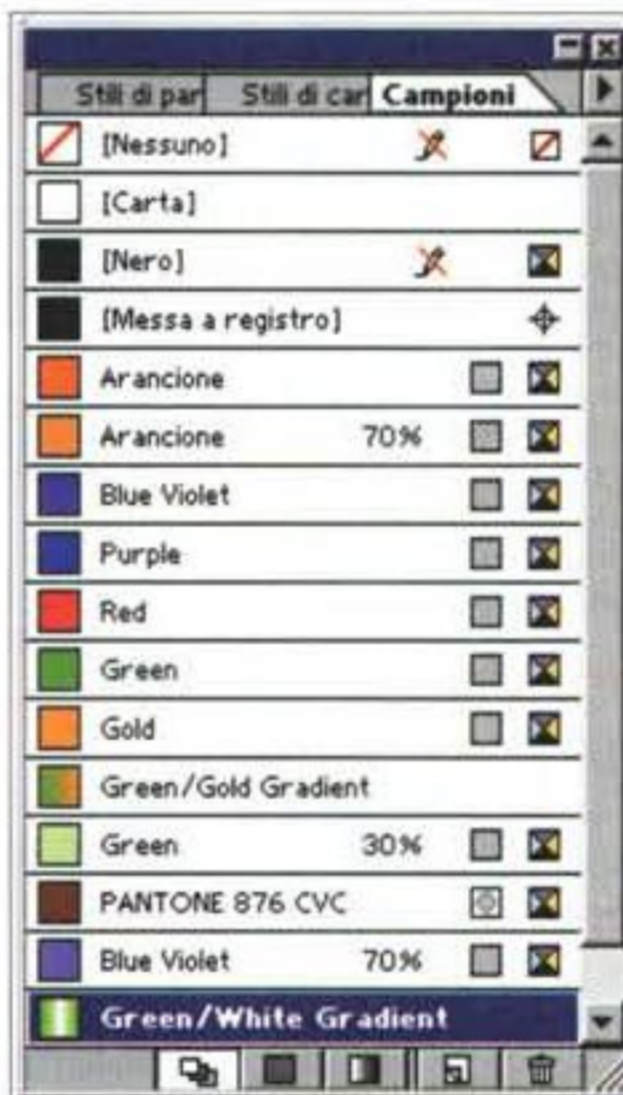 Stili di par Stili di car Campioni
[Nessuno]
[Carta]
[Nero]
[Messa a registro]
Arancione
Arancione 70%
Blue Violet
Purple
Red
Green
Gold
Green/Gold Gradient
Green 30%
PANTONE 876 CVC
Blue Violet 70%
Green/White Gradient